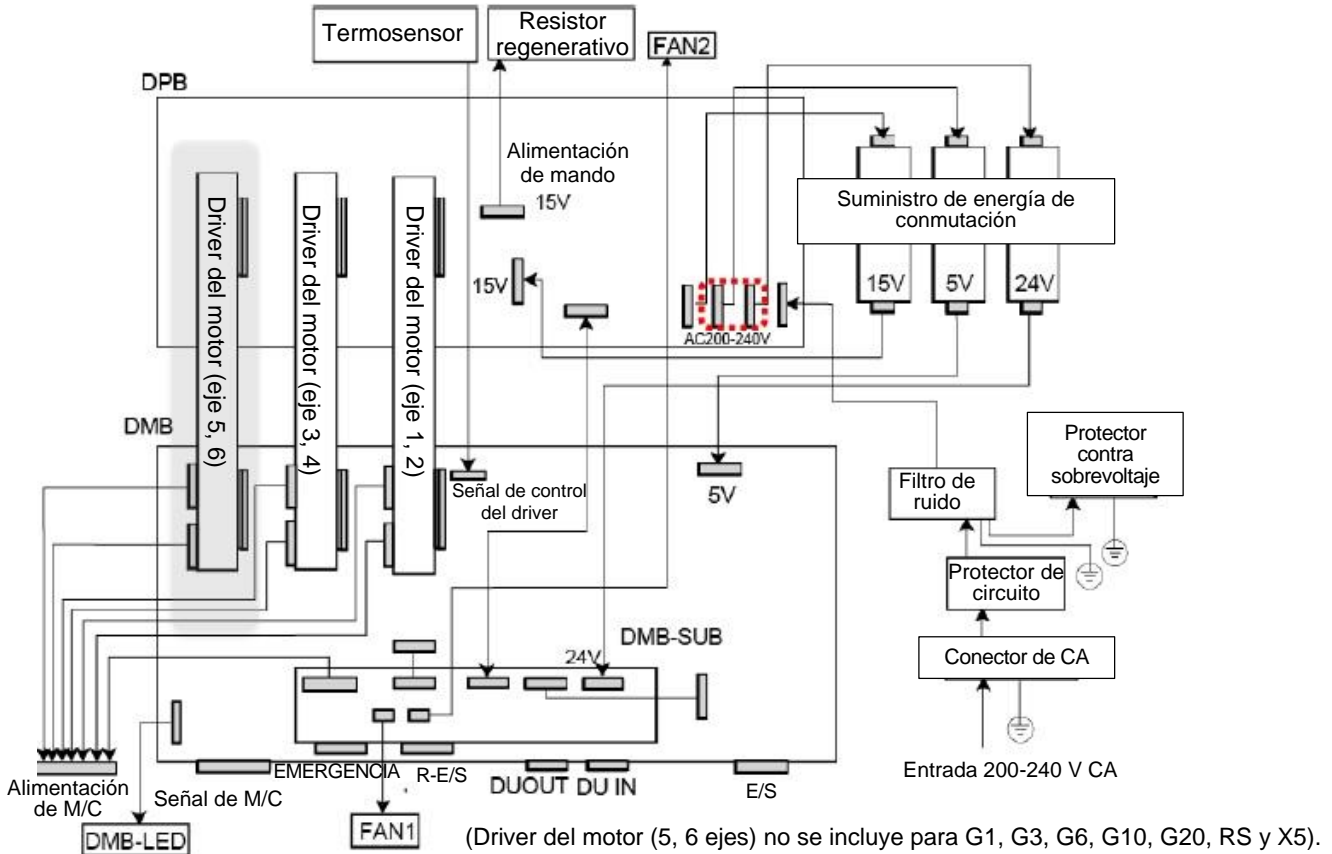 Termosensor
Resistor
regenerativo
FAN2
DPB
Alimentación
de mando
15V
15V
Driver del motor (eje 5, 6)
Driver del motor (eje 3, 4)
Driver del motor (eje 1, 2)
AC200-240V
Suministro de energía de
conmutación
15V
5V
24V
DMB
Señal de control
del driver
5V
Filtro de
ruido
Protector
contra
sobrevoltaje
Protector de
circuito
Conector de CA
Entrada 200-240 V CA
DMB-SUB
24V
EMERGENCIA
R-E/S
DUOUT
DU IN
E/S
Alimentación
de M/C
Señal de M/C
DMB-LED
FAN1
(Driver del motor (5, 6 ejes) no se incluye para G1, G3, G6, G10, G20, RS y X5).